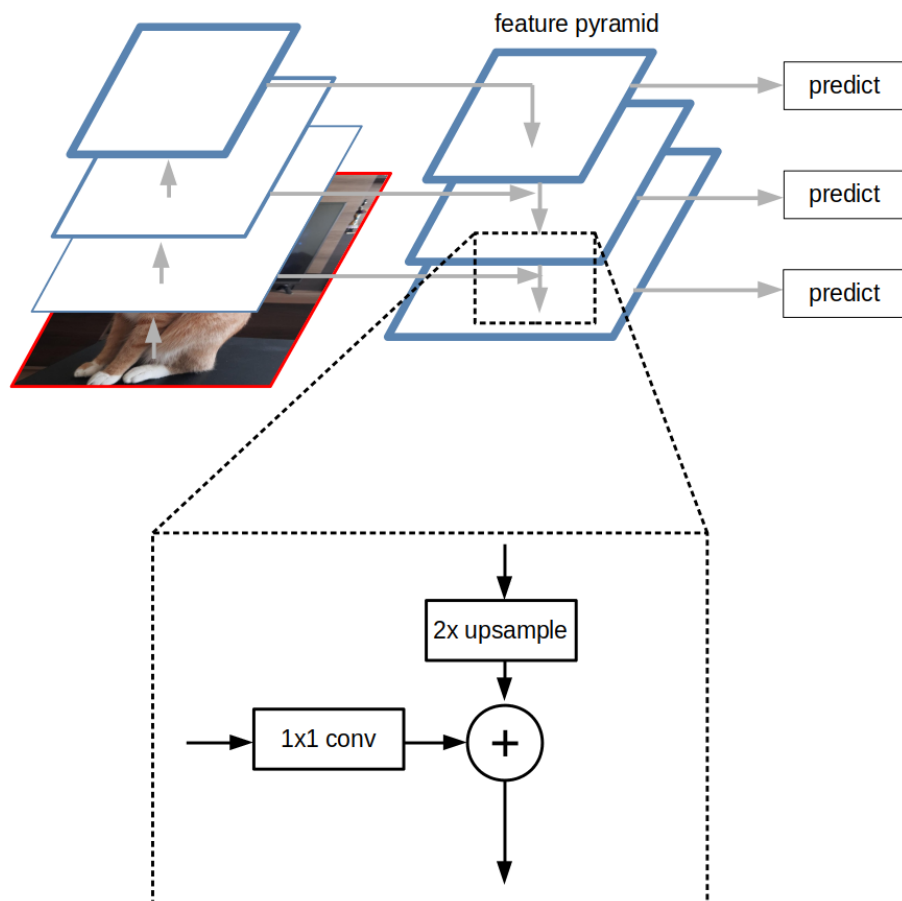 feature pyramid
predict
predict
predict
2x upsample
1x1 conv
+